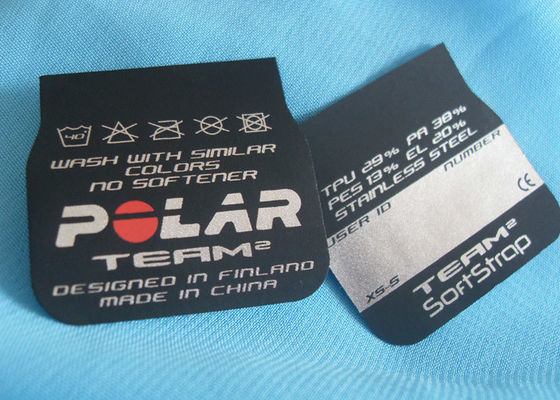 40°
WASH WITH SIMILAR
COLORS
NO SOFTENER
POLAR
TEAM²
DESIGNED IN FINLAND
MADE IN CHINA
TPU 29% PA 38%
PES 13% EL 20%
STAINLESS STEEL
USER ID NUMBER
CE
XS-S
TEAM²
SoftStrap